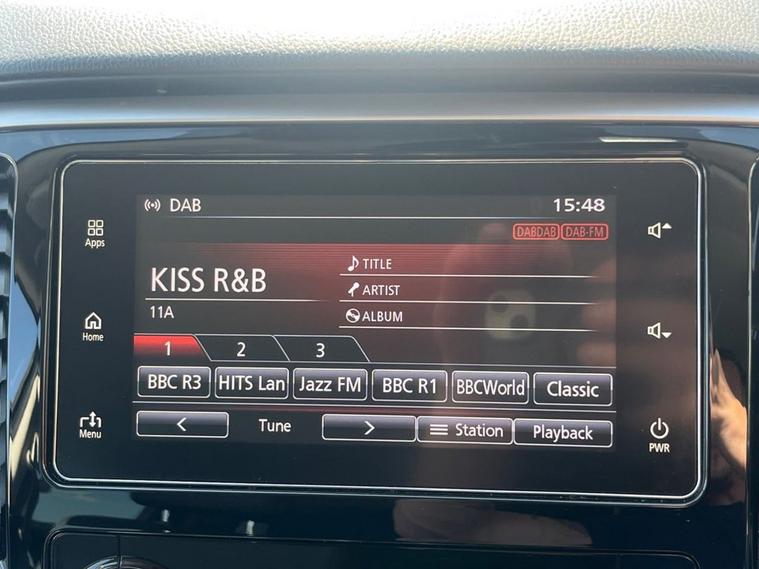 DAB 15:48
DABDAB DAB-FM
Apps
TITLE
KISS R&B
ARTIST
11A
ALBUM
Home
1 2 3
BBC R3 HITS Lan Jazz FM BBC R1 BBCWorld Classic
Menu
< Tune > Station Playback
PWR